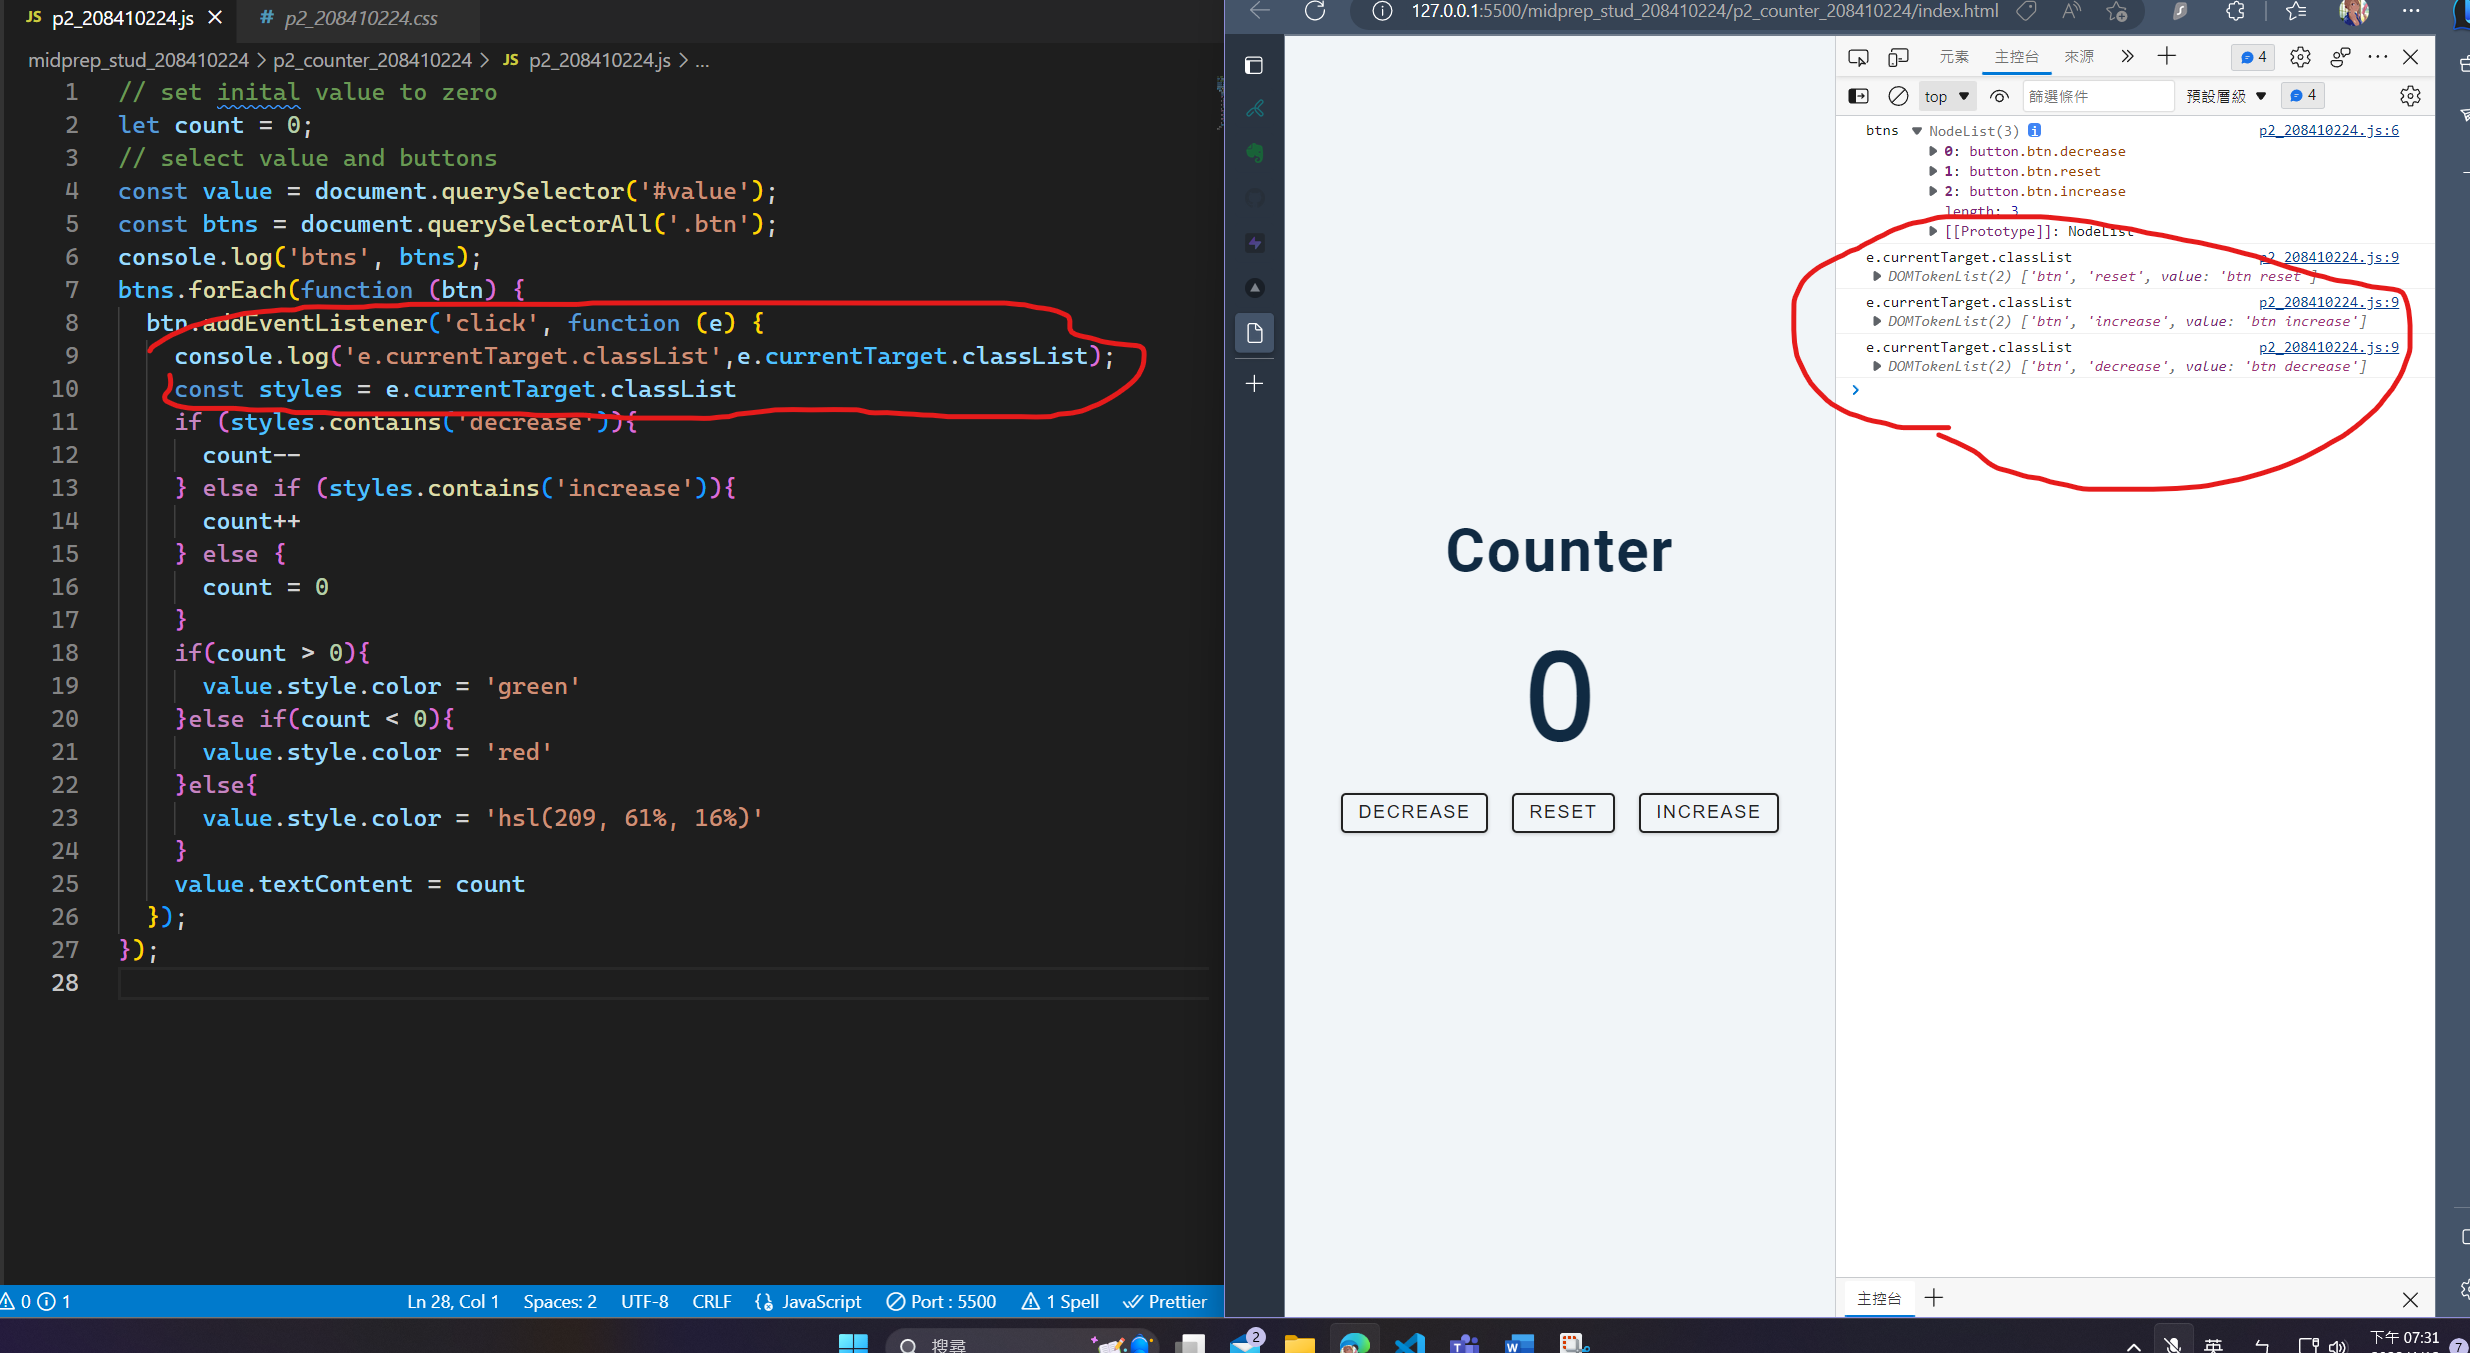 JS p2_208410224.js
# p2_208410224.css
midprep_stud_208410224 > p2_counter_208410224 > JS p2_208410224.js > ...
1 // set inital value to zero
2 let count = 0;
3 // select value and buttons
4 const value = document.querySelector('#value');
5 const btns = document.querySelectorAll('.btn');
6 console.log('btns', btns);
7 btns.forEach(function (btn) {
8 btn.addEventListener('click', function (e) {
9 console.log('e.currentTarget.classList',e.currentTarget.classList);
10 const styles = e.currentTarget.classList
11 if (styles.contains('decrease')){
12 count--
13 } else if (styles.contains('increase')){
14 count++
15 } else {
16 count = 0
17 }
18 if(count > 0){
19 value.style.color = 'green'
20 }else if(count < 0){
21 value.style.color = 'red'
22 }else{
23 value.style.color = 'hsl(209, 61%, 16%)'
24 }
25 value.textContent = count
26 });
27 });
28
0 1
Ln 28, Col 1
Spaces: 2
UTF-8
CRLF
{} JavaScript
Port : 5500
1 Spell
Prettier
127.0.0.1:5500/midprep_stud_208410224/p2_counter_208410224/index.html
Counter
0
DECREASE
RESET
INCREASE
元素
主控台
來源
4
top
篩選條件
預設層級
4
btns NodeList(3) p2_208410224.js:6
0: button.btn.decrease
1: button.btn.reset
2: button.btn.increase
length: 3
[[Prototype]]: NodeList
e.currentTarget.classList p2_208410224.js:9
DOMTokenList(2) ['btn', 'reset', value: 'btn reset']
e.currentTarget.classList p2_208410224.js:9
DOMTokenList(2) ['btn', 'increase', value: 'btn increase']
e.currentTarget.classList p2_208410224.js:9
DOMTokenList(2) ['btn', 'decrease', value: 'btn decrease']
主控台
搜尋
2
英
下午 07:31
7